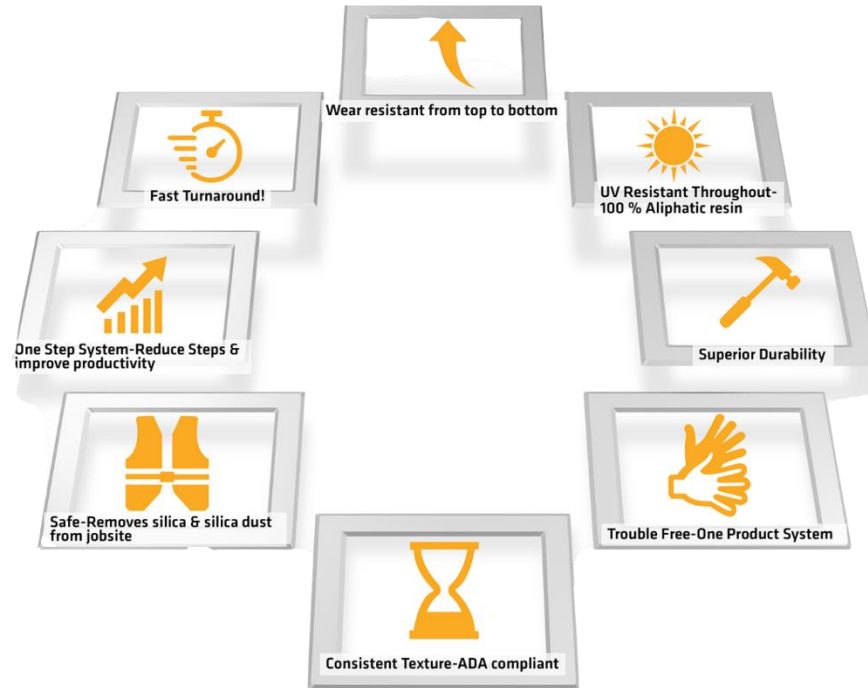 Wear resistant from top to bottom
Fast Turnaround!
UV Resistant Throughout-
100 % Aliphatic resin
One Step System-Reduce Steps &
improve productivity
Superior Durability
Safe-Removes silica & silica dust
from jobsite
Trouble Free-One Product System
Consistent Texture-ADA compliant